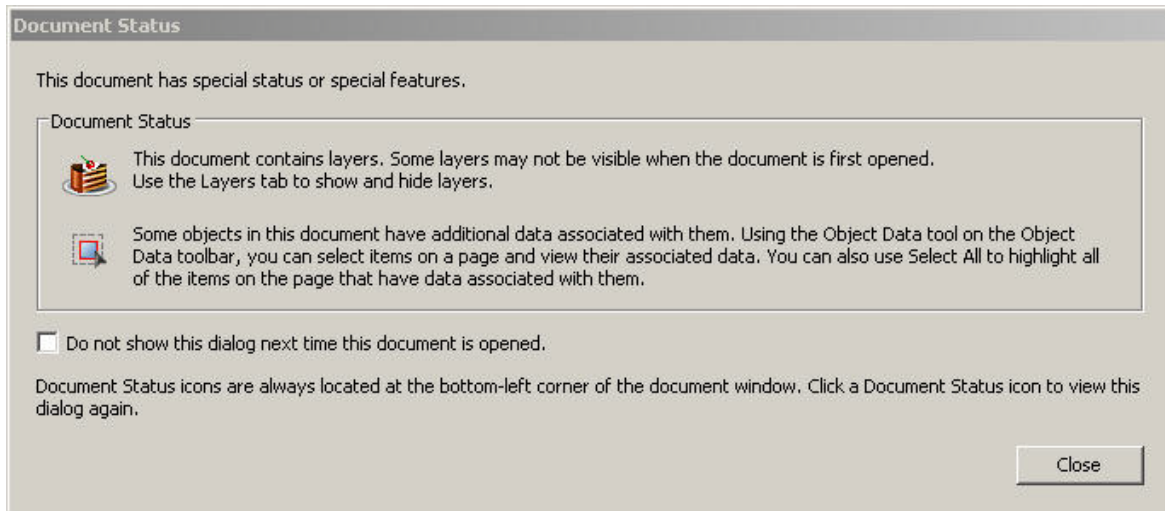 Document Status
This document has special status or special features.
Document Status
This document contains layers. Some layers may not be visible when the document is first opened.
Use the Layers tab to show and hide layers.
Some objects in this document have additional data associated with them. Using the Object Data tool on the Object
Data toolbar, you can select items on a page and view their associated data. You can also use Select All to highlight all
of the items on the page that have data associated with them.
Do not show this dialog next time this document is opened.
Document Status icons are always located at the bottom-left corner of the document window. Click a Document Status icon to view this
dialog again.
Close